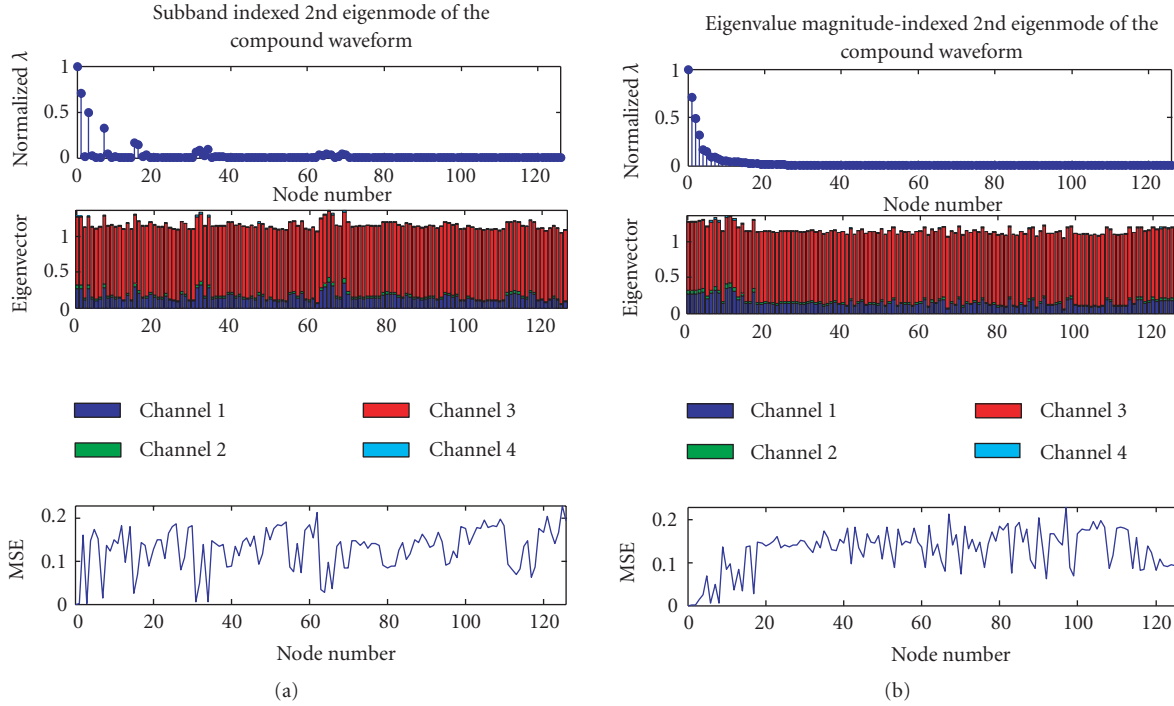 Subband indexed 2nd eigenmode of the
compound waveform
Normalized λ
1
0.5
0
0 20 40 60 80 100 120
Node number
Eigenvector
1
0.5
0
0 20 40 60 80 100 120
Channel 1
Channel 2
Channel 3
Channel 4
MSE
0.2
0.1
0
0 20 40 60 80 100 120
Node number
(a)
Eigenvalue magnitude-indexed 2nd eigenmode of the
compound waveform
Normalized λ
1
0.5
0
0 20 40 60 80 100 120
Node number
Eigenvector
1
0.5
0
0 20 40 60 80 100 120
Channel 1
Channel 2
Channel 3
Channel 4
MSE
0.2
0.1
0
0 20 40 60 80 100 120
Node number
(b)